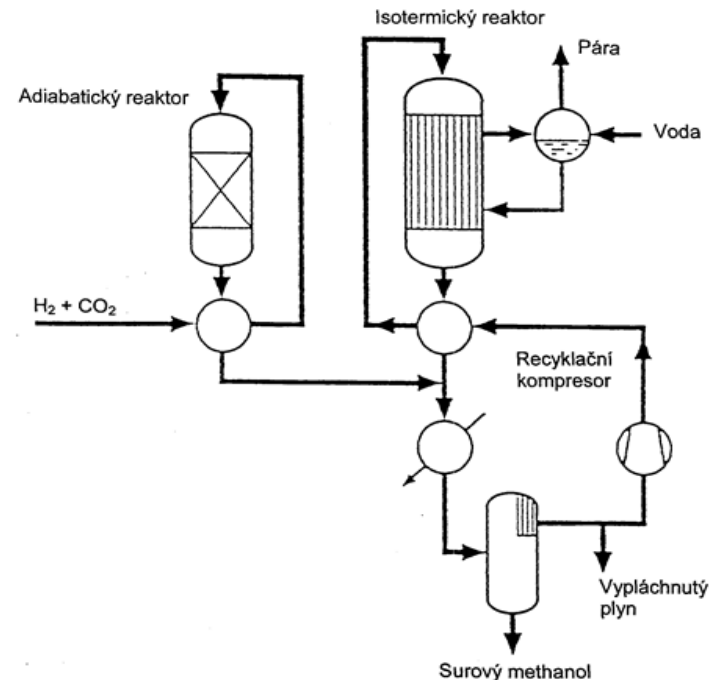 Isotermický reaktor
Pára
Adiabatický reaktor
Voda
H₂ + CO₂
Recyklační
kompresor
Vypláchnutý
plyn
Surový methanol